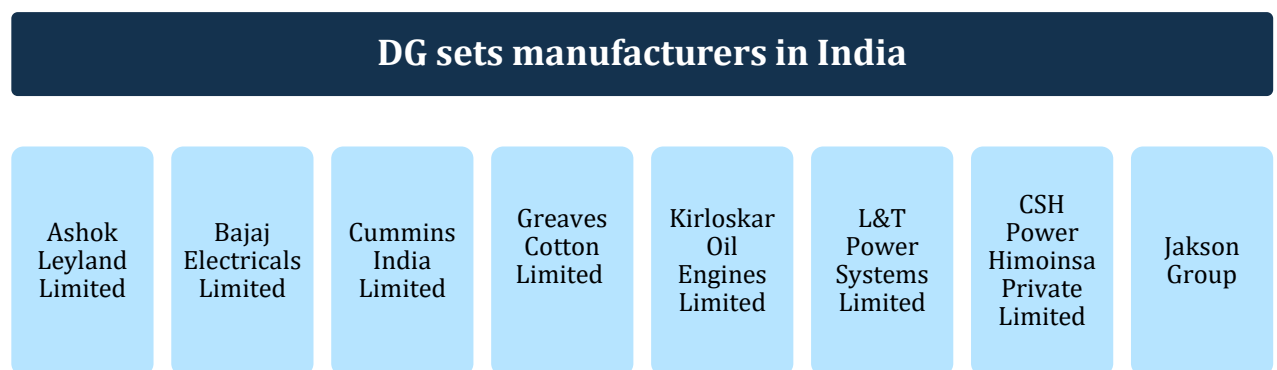 DG sets manufacturers in India
Ashok
Leyland
Limited
Bajaj
Electricals
Limited
Cummins
India
Limited
Greaves
Cotton
Limited
Kirloskar
Oil
Engines
Limited
L&T
Power
Systems
Limited
CSH
Power
Himoinsa
Private
Limited
Jakson
Group